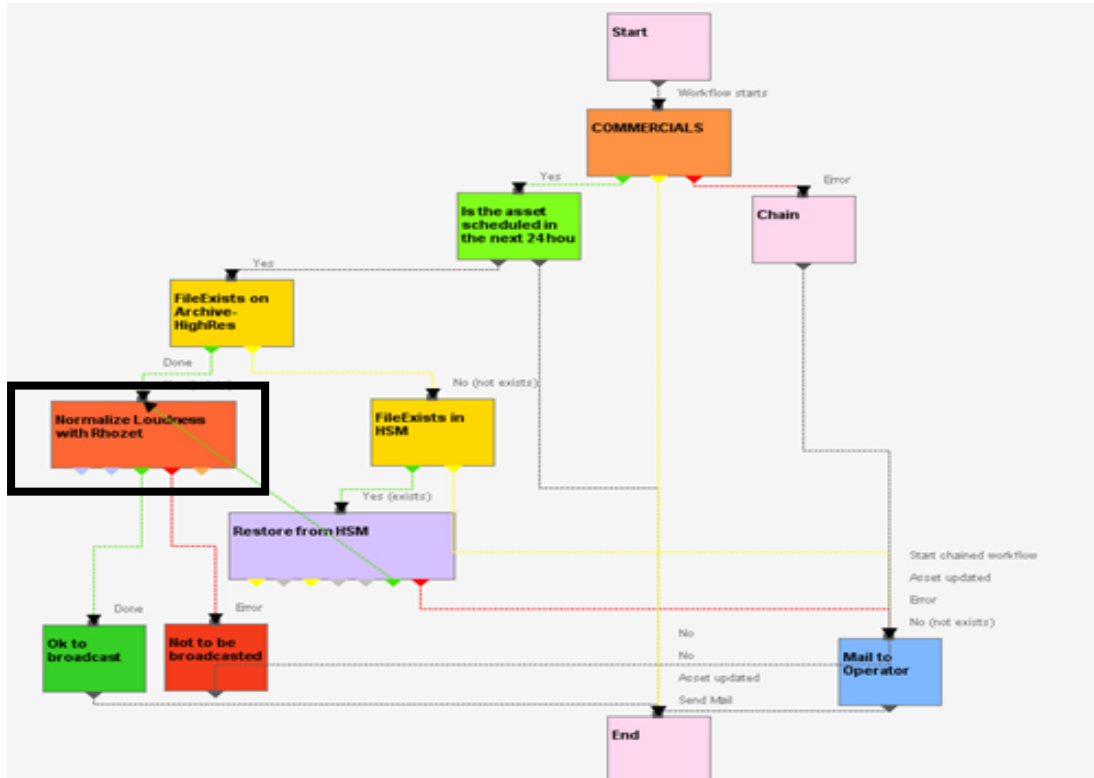 Start
Workflow starts
COMMERCIALS
Yes
Error
Is the asset
scheduled in
the next 24 hou
Chain
Yes
FileExists on
Archive-
HighRes
Done
No (not exists)
Normalize Loudness
with Rhozet
FileExists in
HSM
Yes (exists)
Restore from HSM
Start chained workflow
Asset updated
Error
No (not exists)
Done
Error
Ok to
broadcast
Not to be
broadcasted
No
No
Asset updated
Send Mail
Mail to
Operator
End